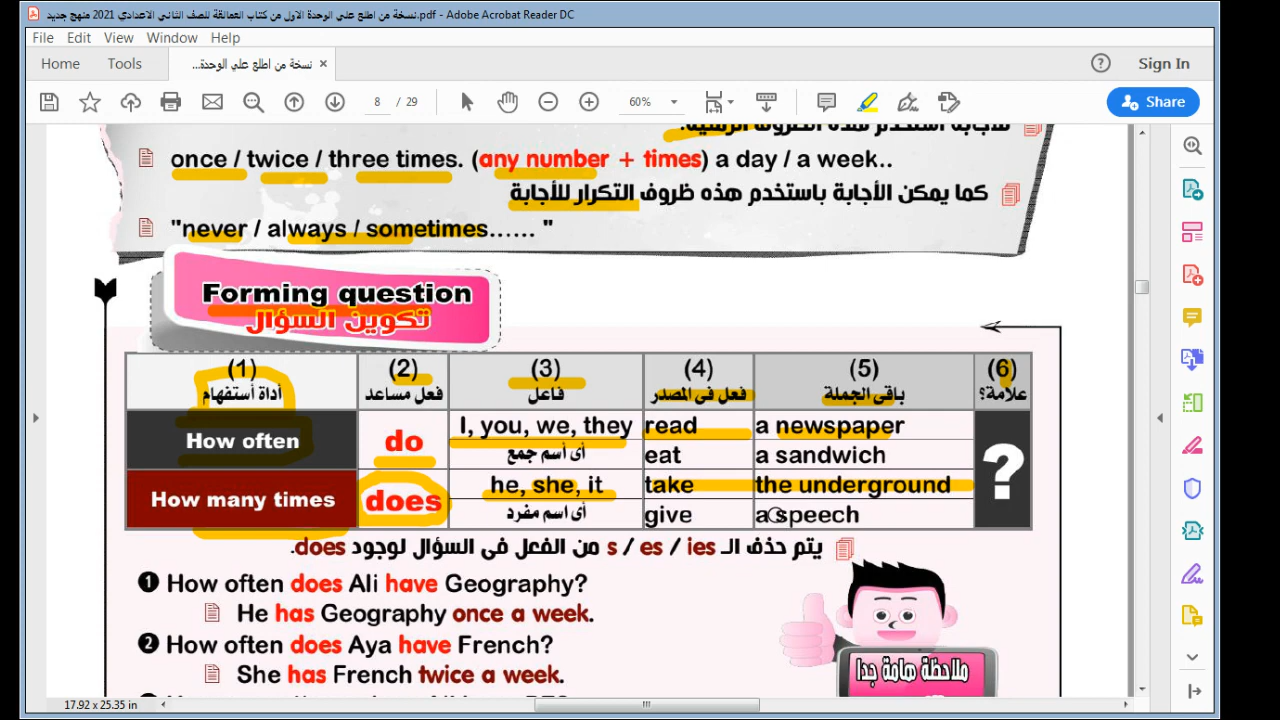 نسخة من اطلع علي الوحدة الاول من كتاب العمالقة للصف الثاني الاعدادي 2021 منهج جديد.pdf - Adobe Acrobat Reader DC
File Edit View Window Help
Home Tools نسخة من اطلع علي الوحدة... × Sign In
8 / 29 60% Share
once / twice / three times. (any number + times) a day / a week..
كما يمكن الأجابة باستخدم هذه ظروف التكرار للأجابة
"never / always / sometimes...... "
Forming question
تكوين السؤال
(1) (2) (3) (4) (5) (6)
أداة أستفهام فعل مساعد فاعل فعل فى المصدر باقى الجملة علامة؟
How often do I, you, we, they read a newspaper ?
أى أسم جمع eat a sandwich
How many times does he, she, it take the underground
أى اسم مفرد give a speech
يتم حذف الـ s / es / ies من الفعل فى السؤال لوجود does.
1 How often does Ali have Geography?
He has Geography once a week.
2 How often does Aya have French?
She has French twice a week.
ملاحظة هامة جدا
17.92 x 25.35 in